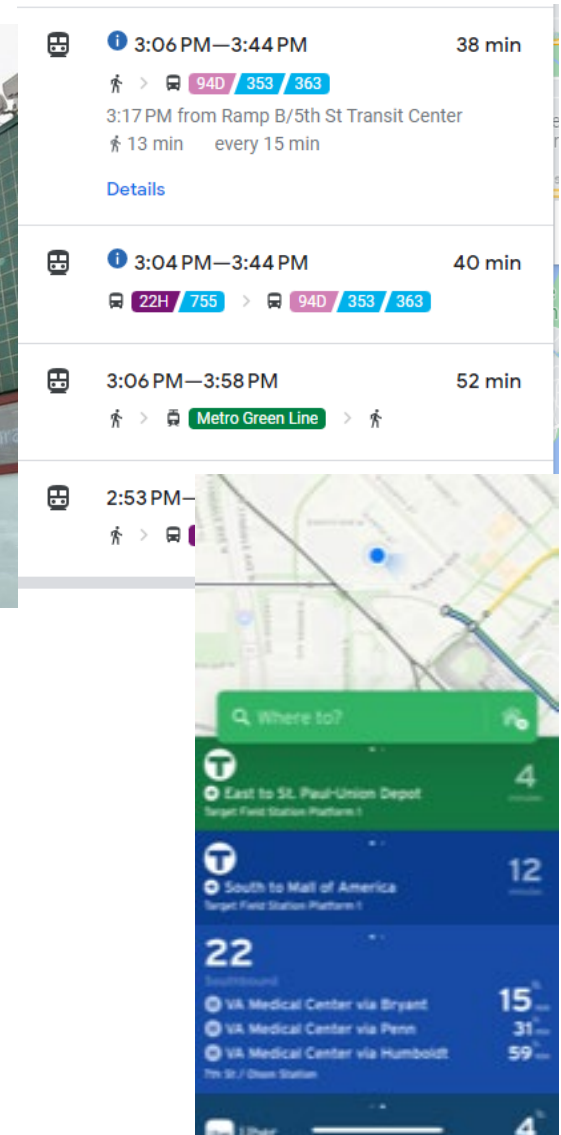 3:06 PM—3:44 PM 38 min
94D 353 363
3:17 PM from Ramp B/5th St Transit Center
13 min every 15 min
Details
3:04 PM—3:44 PM 40 min
22H 755 94D 353 363
3:06 PM—3:58 PM 52 min
Metro Green Line
2:53 PM—
Where to?
T
East to St. Paul-Union Depot 4
Target Field Station Platform 1
T
South to Mall of America 12
Target Field Station Platform 1
22
Southbound
VA Medical Center via Bryant 15
VA Medical Center via Penn 31
VA Medical Center via Humboldt 59
7th St / Olson Station
Uber 4